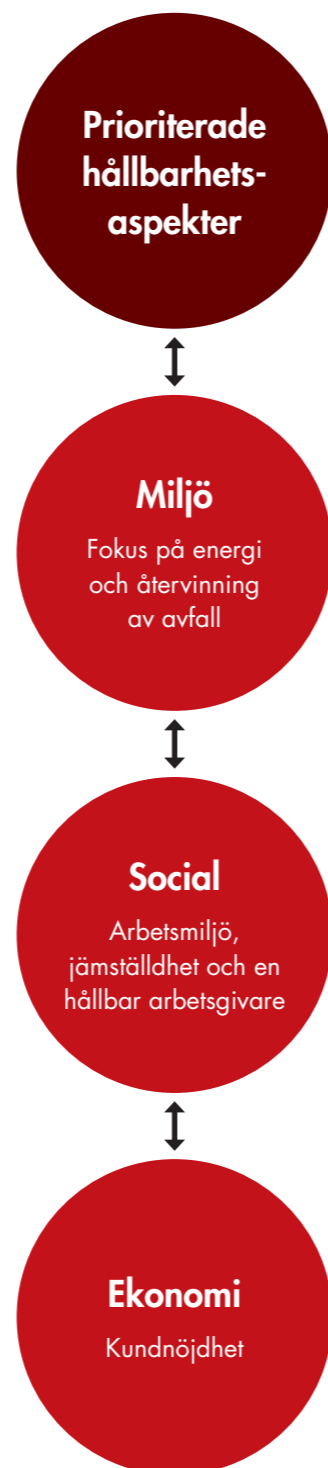 Prioriterade
hållbarhets-
aspekter
Miljö
Fokus på energi
och återvinning
av avfall
Social
Arbetsmiljö,
jämställdhet och en
hållbar arbetsgivare
Ekonomi
Kundnöjdhet